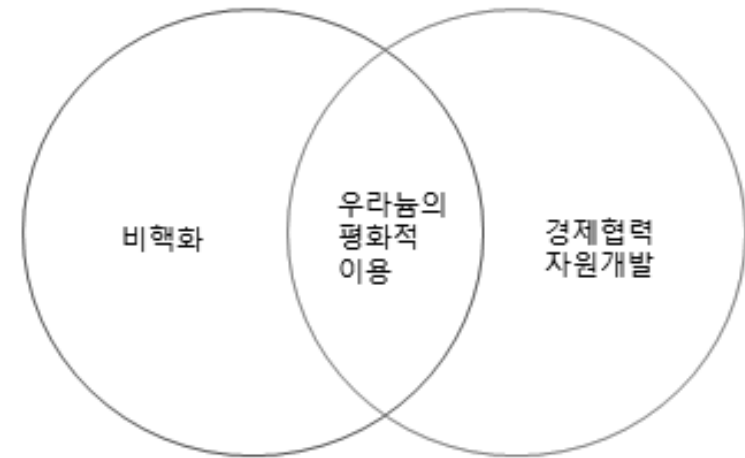 비핵화
우라늄의
평화적
이용
경제협력
자원개발